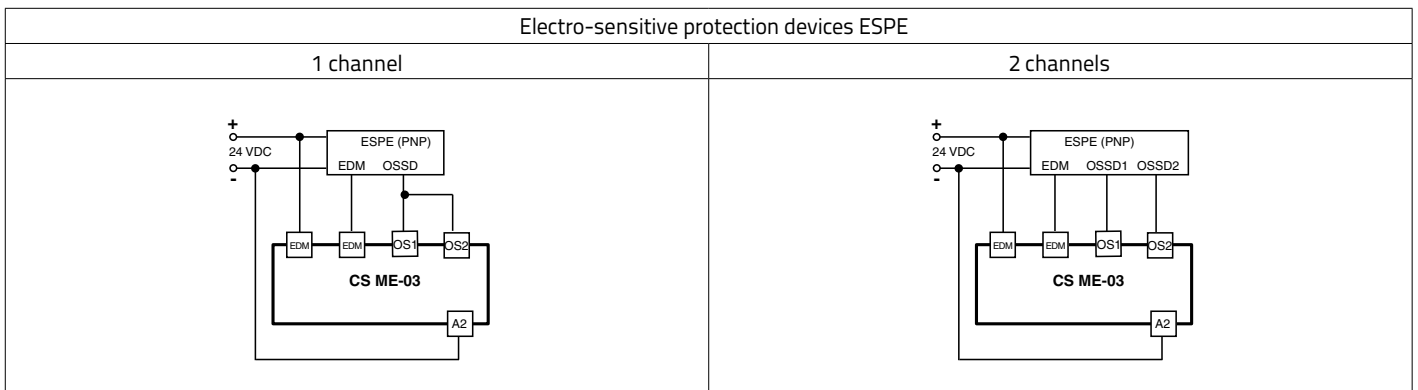 Electro-sensitive protection devices ESPE
1 channel
2 channels
+
24 VDC
-
ESPE (PNP)
EDM OSSD
EDM EDM OS1 OS2
CS ME-03
A2
+
24 VDC
-
ESPE (PNP)
EDM OSSD1 OSSD2
EDM EDM OS1 OS2
CS ME-03
A2